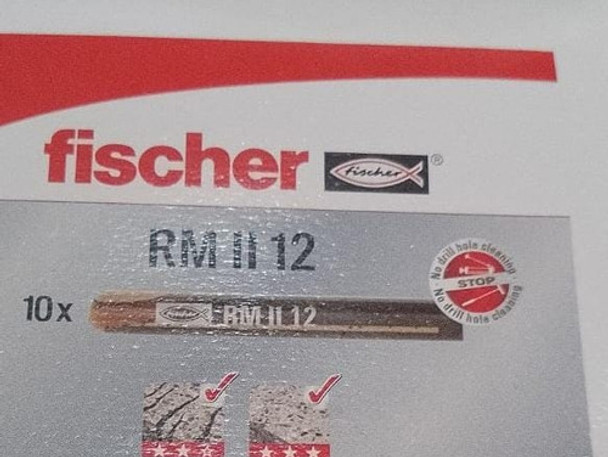 fischer fischer®
RM II 12
No drill hole cleaning
STOP
No drill hole cleaning
10x
fischer RM II 12